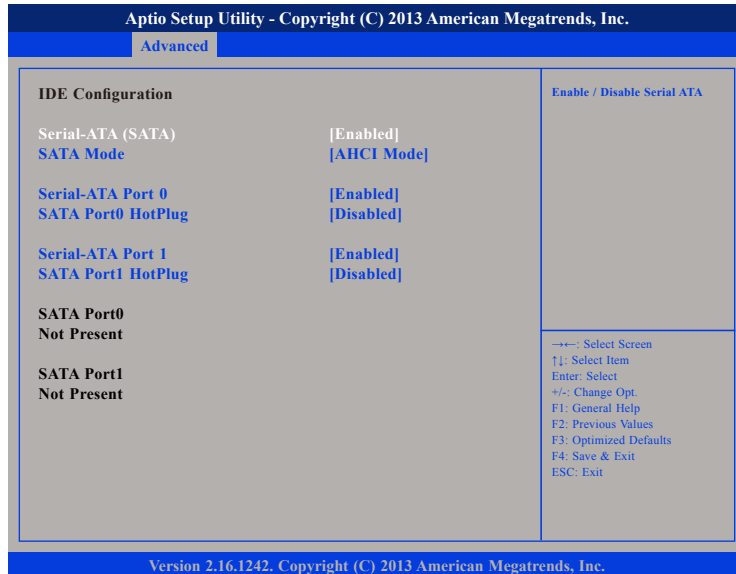 Aptio Setup Utility - Copyright (C) 2013 American Megatrends, Inc.
Advanced
IDE Configuration
Serial-ATA (SATA) [Enabled]
SATA Mode [AHCI Mode]
Serial-ATA Port 0 [Enabled]
SATA Port0 HotPlug [Disabled]
Serial-ATA Port 1 [Enabled]
SATA Port1 HotPlug [Disabled]
SATA Port0
Not Present
SATA Port1
Not Present
Enable / Disable Serial ATA
→←: Select Screen
↑↓: Select Item
Enter: Select
+/-: Change Opt.
F1: General Help
F2: Previous Values
F3: Optimized Defaults
F4: Save & Exit
ESC: Exit
Version 2.16.1242. Copyright (C) 2013 American Megatrends, Inc.